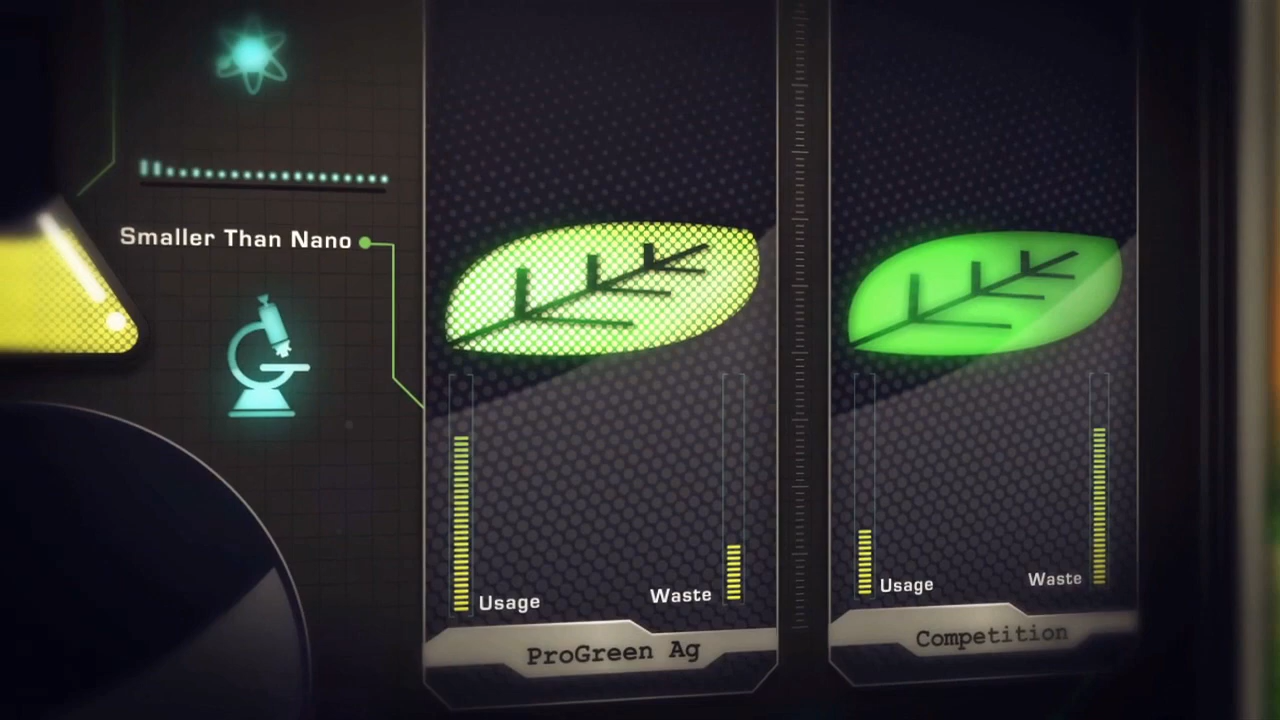 Smaller Than Nano
Usage
Waste
ProGreen Ag
Usage
Waste
Competition